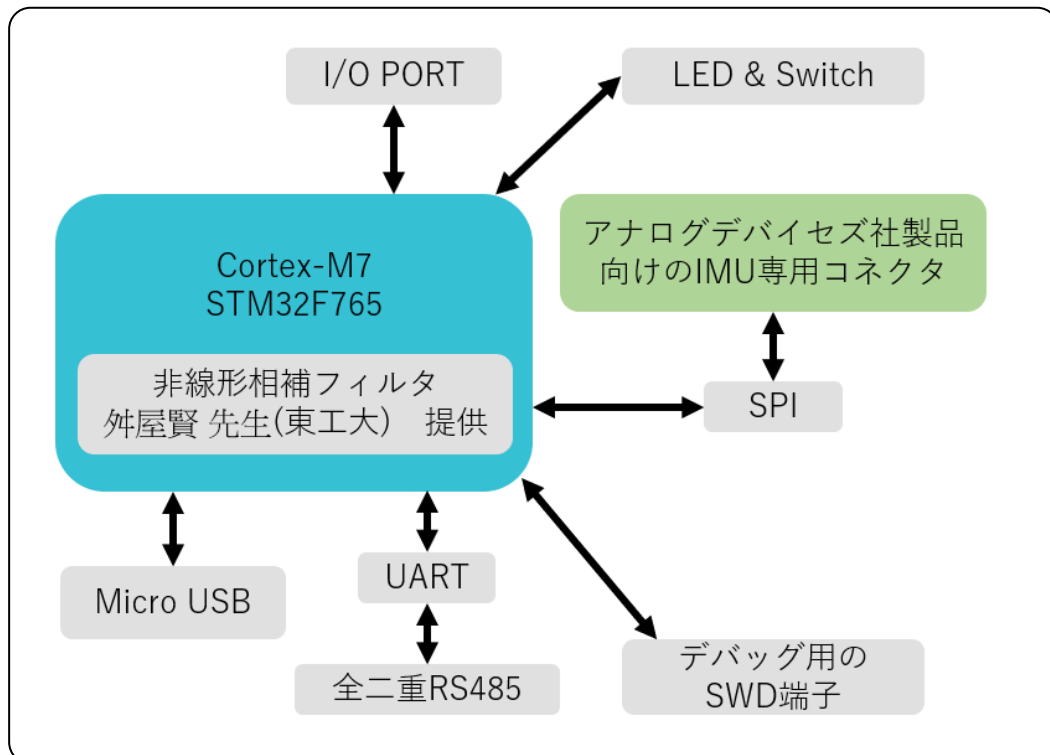 I/O PORT
LED & Switch
Cortex-M7
STM32F765
アナログデバイセズ社製品
向けのIMU専用コネクタ
非線形相補フィルタ
舛屋賢 先生(東工大)　提供
SPI
Micro USB
UART
全二重RS485
デバッグ用の
SWD端子